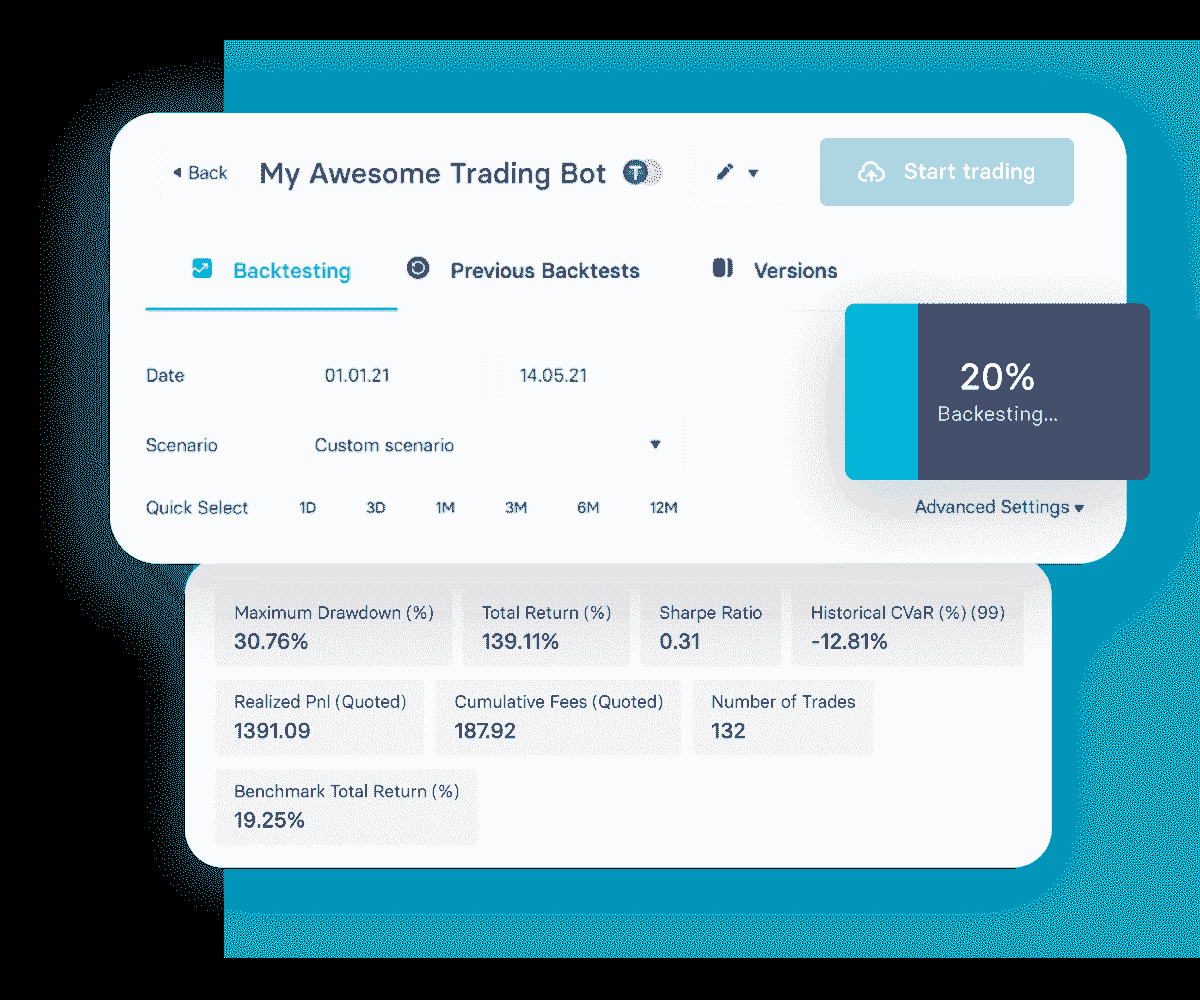 Back
My Awesome Trading Bot
T
Start trading
Backtesting
Previous Backtests
Versions
Date
01.01.21
14.05.21
20%
Backesting...
Scenario
Custom scenario
Quick Select
1D
3D
1M
3M
6M
12M
Advanced Settings
Maximum Drawdown (%)
30.76%
Total Return (%)
139.11%
Sharpe Ratio
0.31
Historical CVaR (%) (99)
-12.81%
Realized Pnl (Quoted)
1391.09
Cumulative Fees (Quoted)
187.92
Number of Trades
132
Benchmark Total Return (%)
19.25%